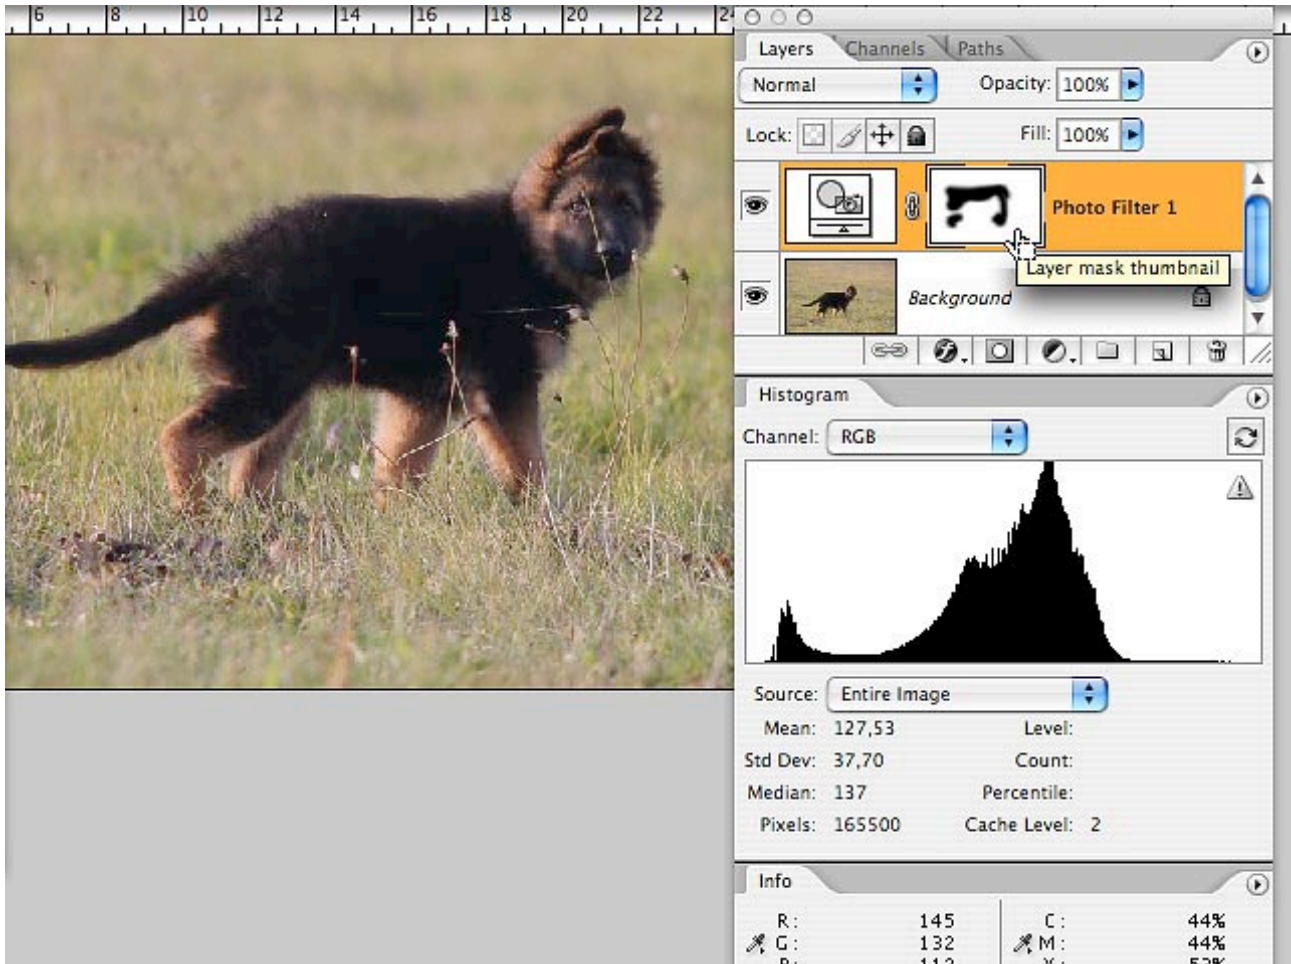 6 8 10 12 14 16 18 20 22
Layers Channels Paths
Normal Opacity: 100%
Lock: Fill: 100%
Photo Filter 1
Layer mask thumbnail
Background
Histogram
Channel: RGB
Source: Entire Image
Mean: 127,53 Level:
Std Dev: 37,70 Count:
Median: 137 Percentile:
Pixels: 165500 Cache Level: 2
Info
R: 145 C: 44%
G: 132 M: 44%